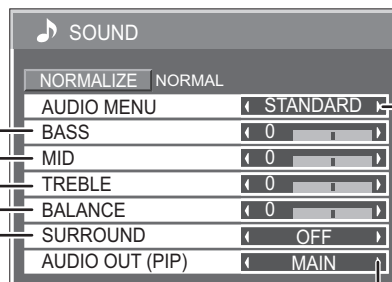 SOUND
NORMALIZE NORMAL
AUDIO MENU STANDARD
BASS 0
MID 0
TREBLE 0
BALANCE 0
SURROUND OFF
AUDIO OUT (PIP) MAIN